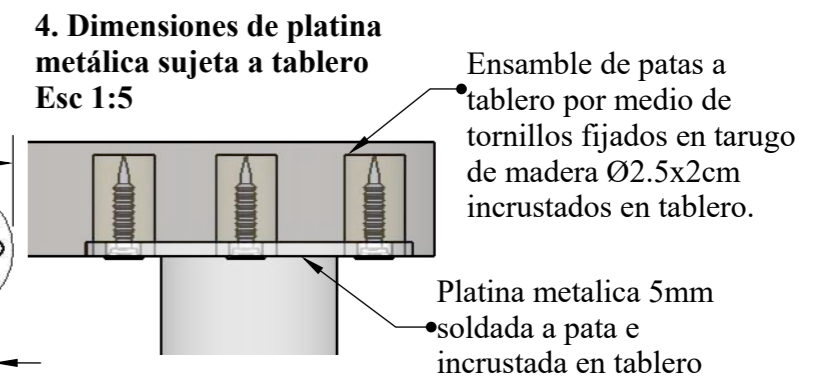 4. Dimensiones de platina
metálica sujeta a tablero
Esc 1:5
Ensamble de patas a
tablero por medio de
tornillos fijados en tarugo
de madera Ø2.5x2cm
incrustados en tablero.
Platina metalica 5mm
soldada a pata e
incrustada en tablero